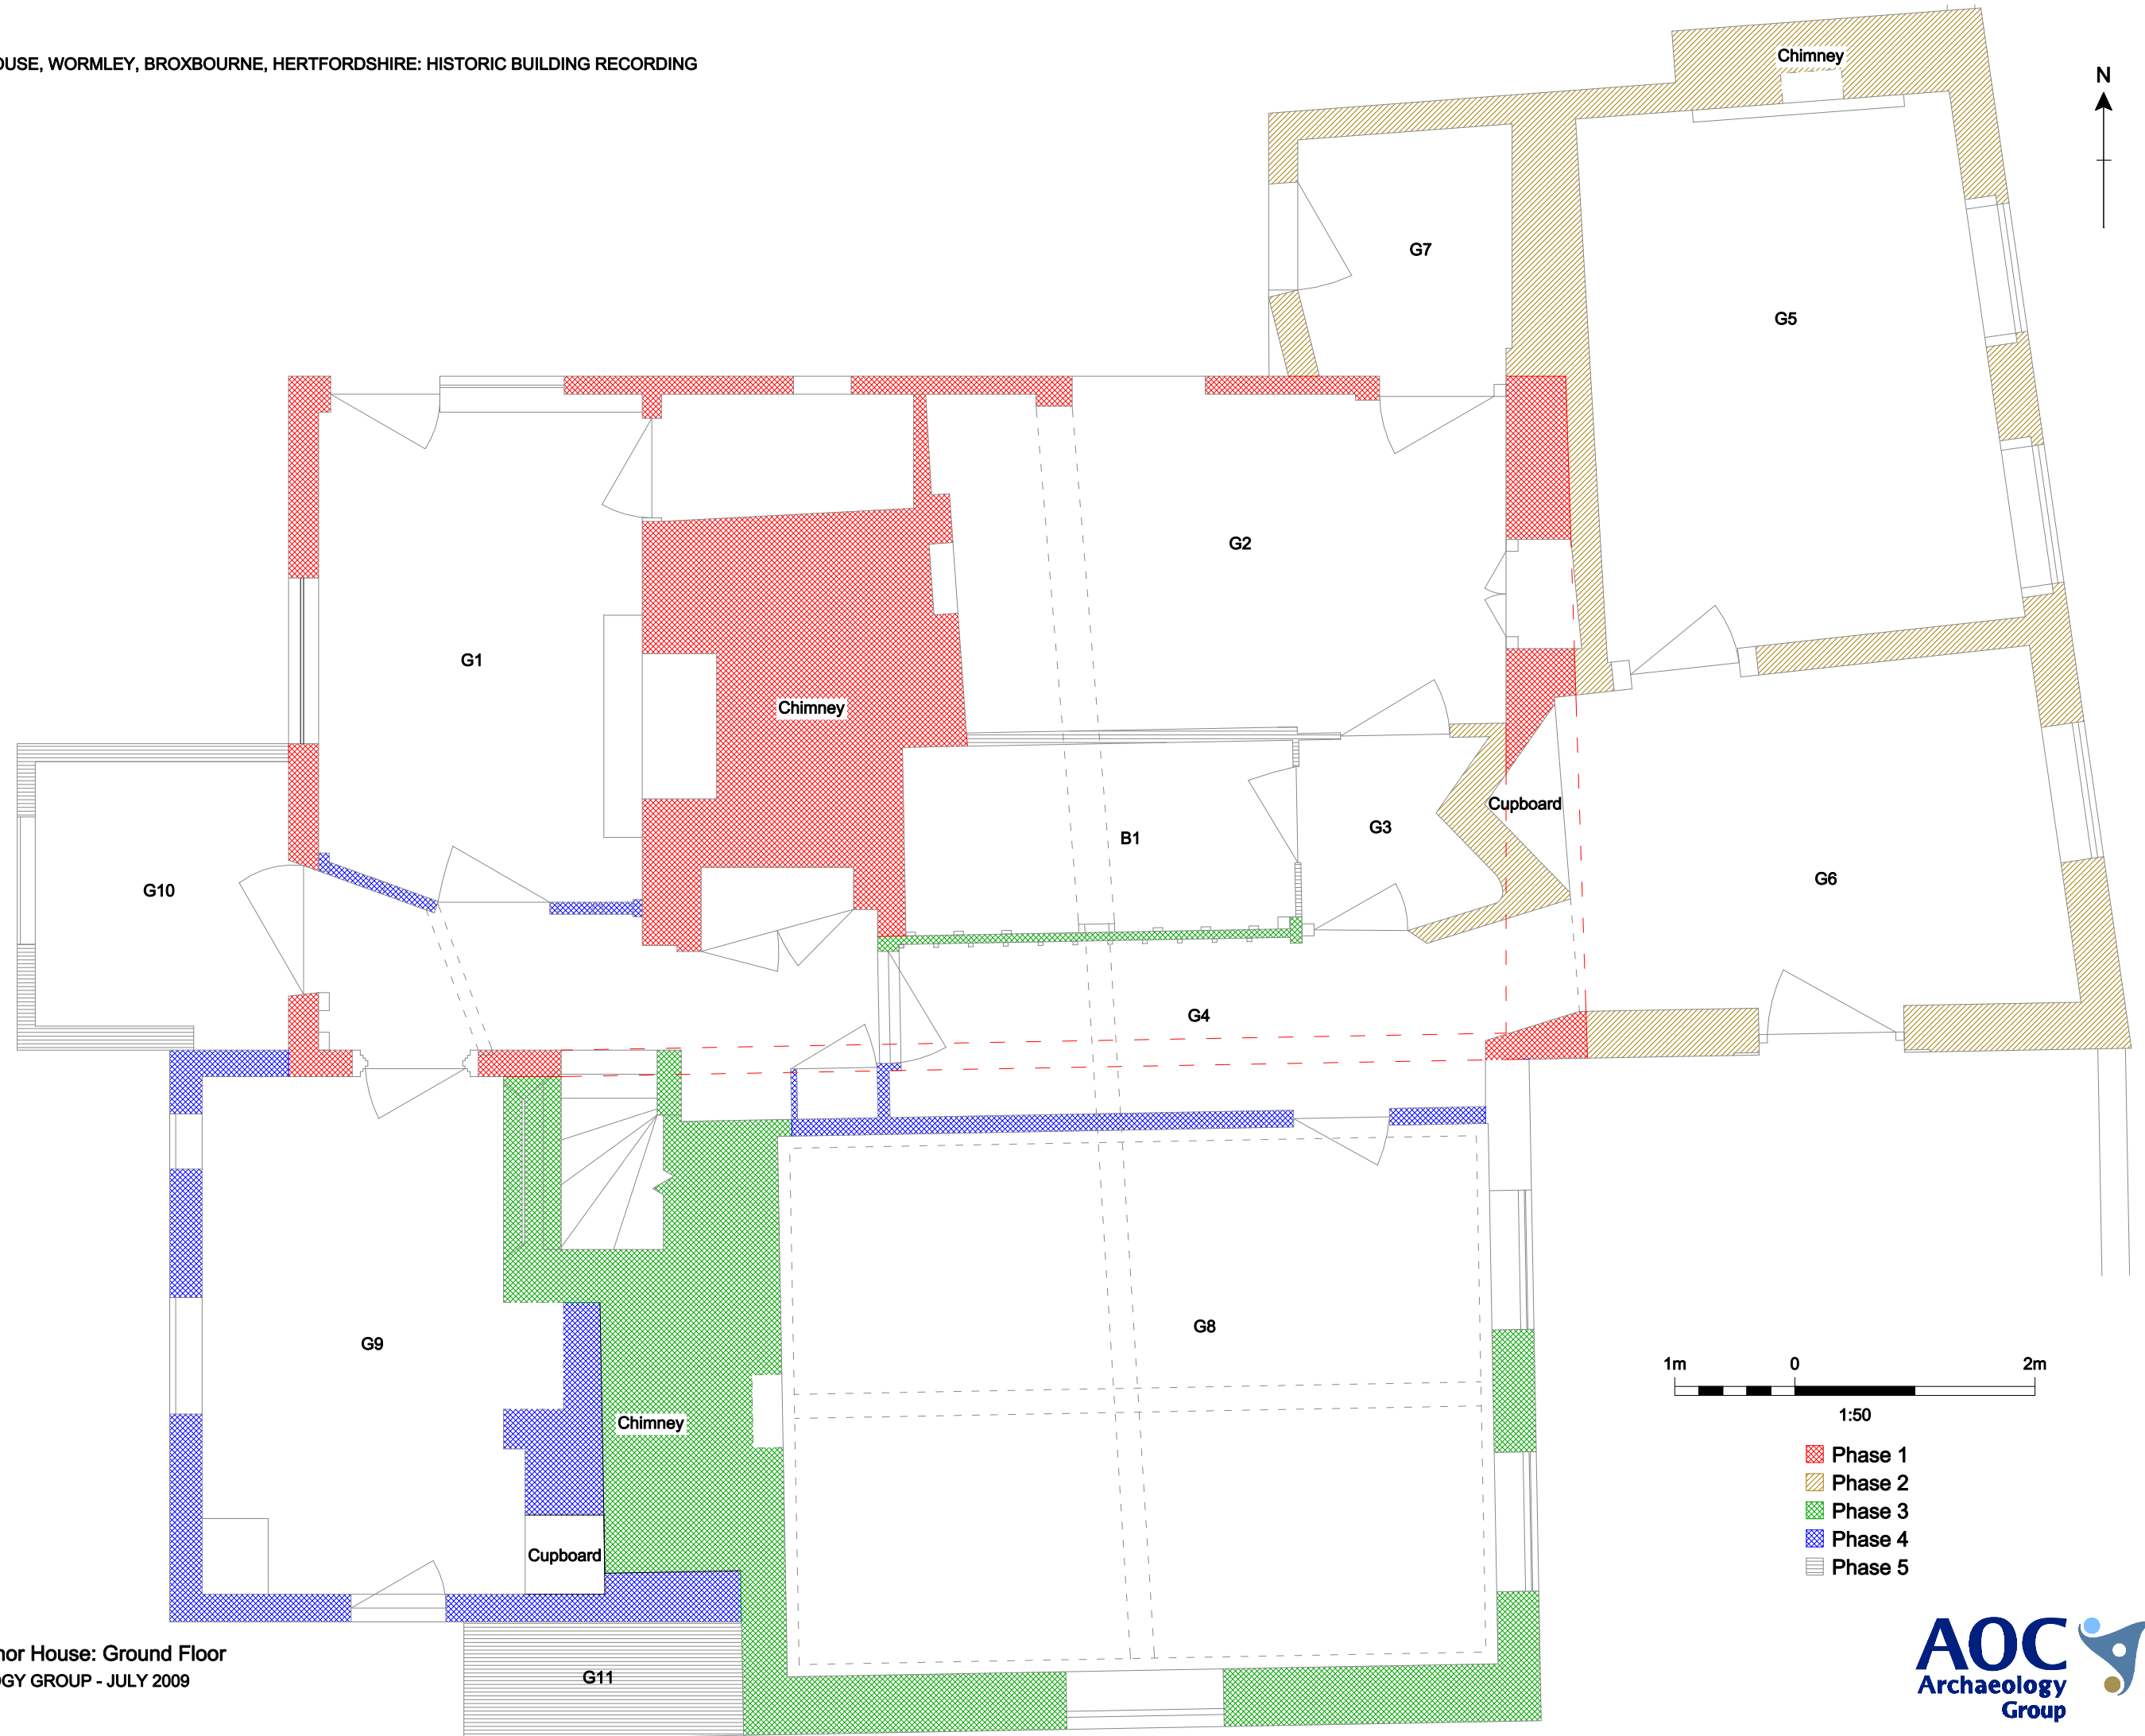 OUSE, WORMLEY, BROXBOURNE, HERTFORDSHIRE: HISTORIC BUILDING RECORDING
Chimney
N
G7
G5
G2
G1
Chimney
Cupboard
G3
B1
G10
G6
G4
G8
G9
1m 0 2m
1:50
Chimney
Phase 1
Phase 2
Phase 3
Phase 4
Phase 5
Cupboard
nor House: Ground Floor
OGY GROUP - JULY 2009
G11
AOC
Archaeology
Group